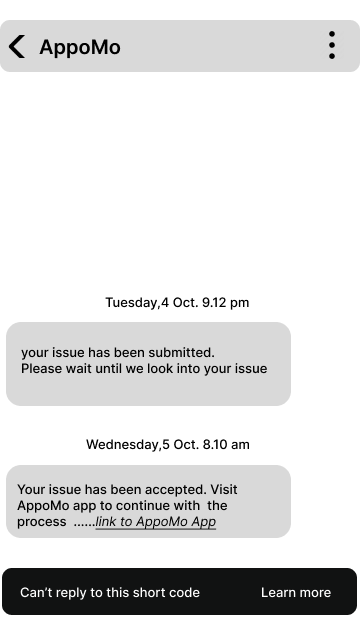 AppoMo
Tuesday,4 Oct. 9.12 pm
your issue has been submitted.
Please wait until we look into your issue
Wednesday,5 Oct. 8.10 am
Your issue has been accepted. Visit
AppoMo app to continue with  the
process  ......link to AppoMo App
Can’t reply to this short code Learn more